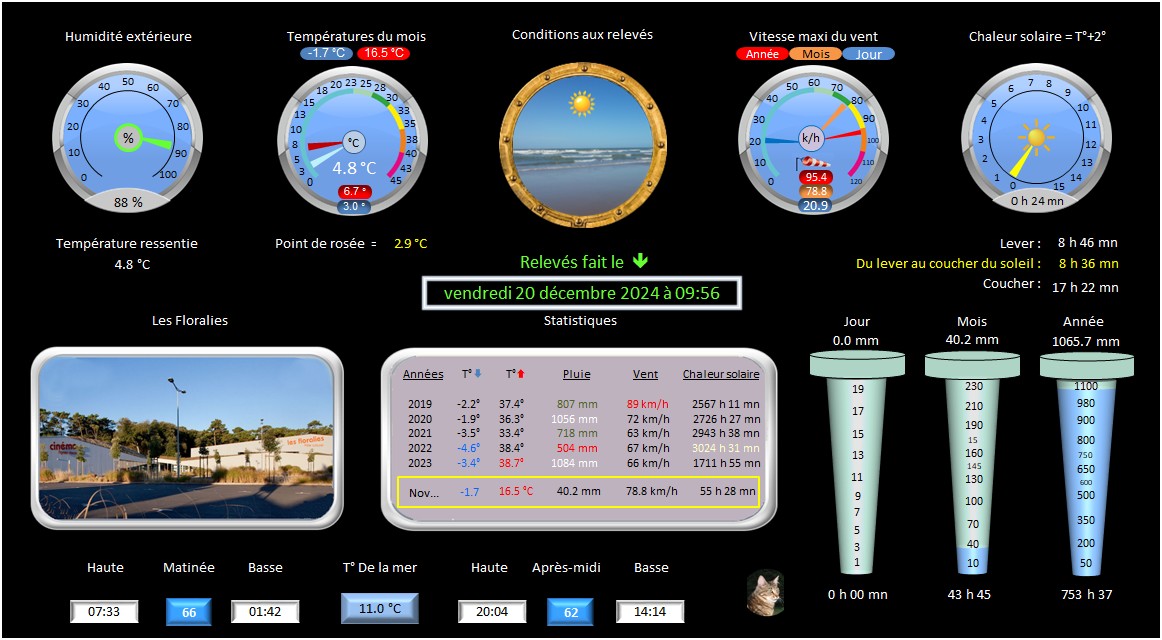 Humidité extérieure
Températures du mois
Conditions aux relevés
Vitesse maxi du vent
Chaleur solaire = T°+2°
-1.7 °C 16.5 °C
Année Mois Jour
0 10 20 30 40 50 60 70 80 90 100
%
88 %
0 3 5 8 10 13 15 18 20 23 25 28 30 33 35 38 40 43 45
°C
4.8 °C
6.7 °
3.0 °
0 10 20 30 40 50 60 70 80 90 100 110 120
k/h
95.4
78.8
20.9
0 1 2 3 4 5 6 7 8 9 10 11 12 13 14 15
0 h 24 mn
Température ressentie
4.8 °C
Point de rosée = 2.9 °C
Relevés fait le
vendredi 20 décembre 2024 à 09:56
Lever : 8 h 46 mn
Du lever au coucher du soleil : 8 h 36 mn
Coucher : 17 h 22 mn
Les Floralies
cinéma
les floralies
Statistiques
Années T° T° Pluie Vent Chaleur solaire
2019 -2.2° 37.4° 807 mm 89 km/h 2567 h 11 mn
2020 -1.9° 36.3° 1056 mm 72 km/h 2726 h 27 mn
2021 -3.5° 33.4° 718 mm 63 km/h 2943 h 38 mn
2022 -4.6° 38.4° 504 mm 67 km/h 3024 h 31 mn
2023 -3.4° 38.7° 1084 mm 66 km/h 1711 h 55 mn
Nov... -1.7 16.5 °C 40.2 mm 78.8 km/h 55 h 28 mn
Jour
0.0 mm
19
17
15
13
11
9
7
5
3
1
0 h 00 mn
Mois
40.2 mm
230
210
190
15
160
145
130
100
70
40
10
43 h 45
Année
1065.7 mm
1100
980
900
800
750
650
600
500
350
200
50
753 h 37
Haute Matinée Basse
07:33 66 01:42
T° De la mer
11.0 °C
Haute Après-midi Basse
20:04 62 14:14